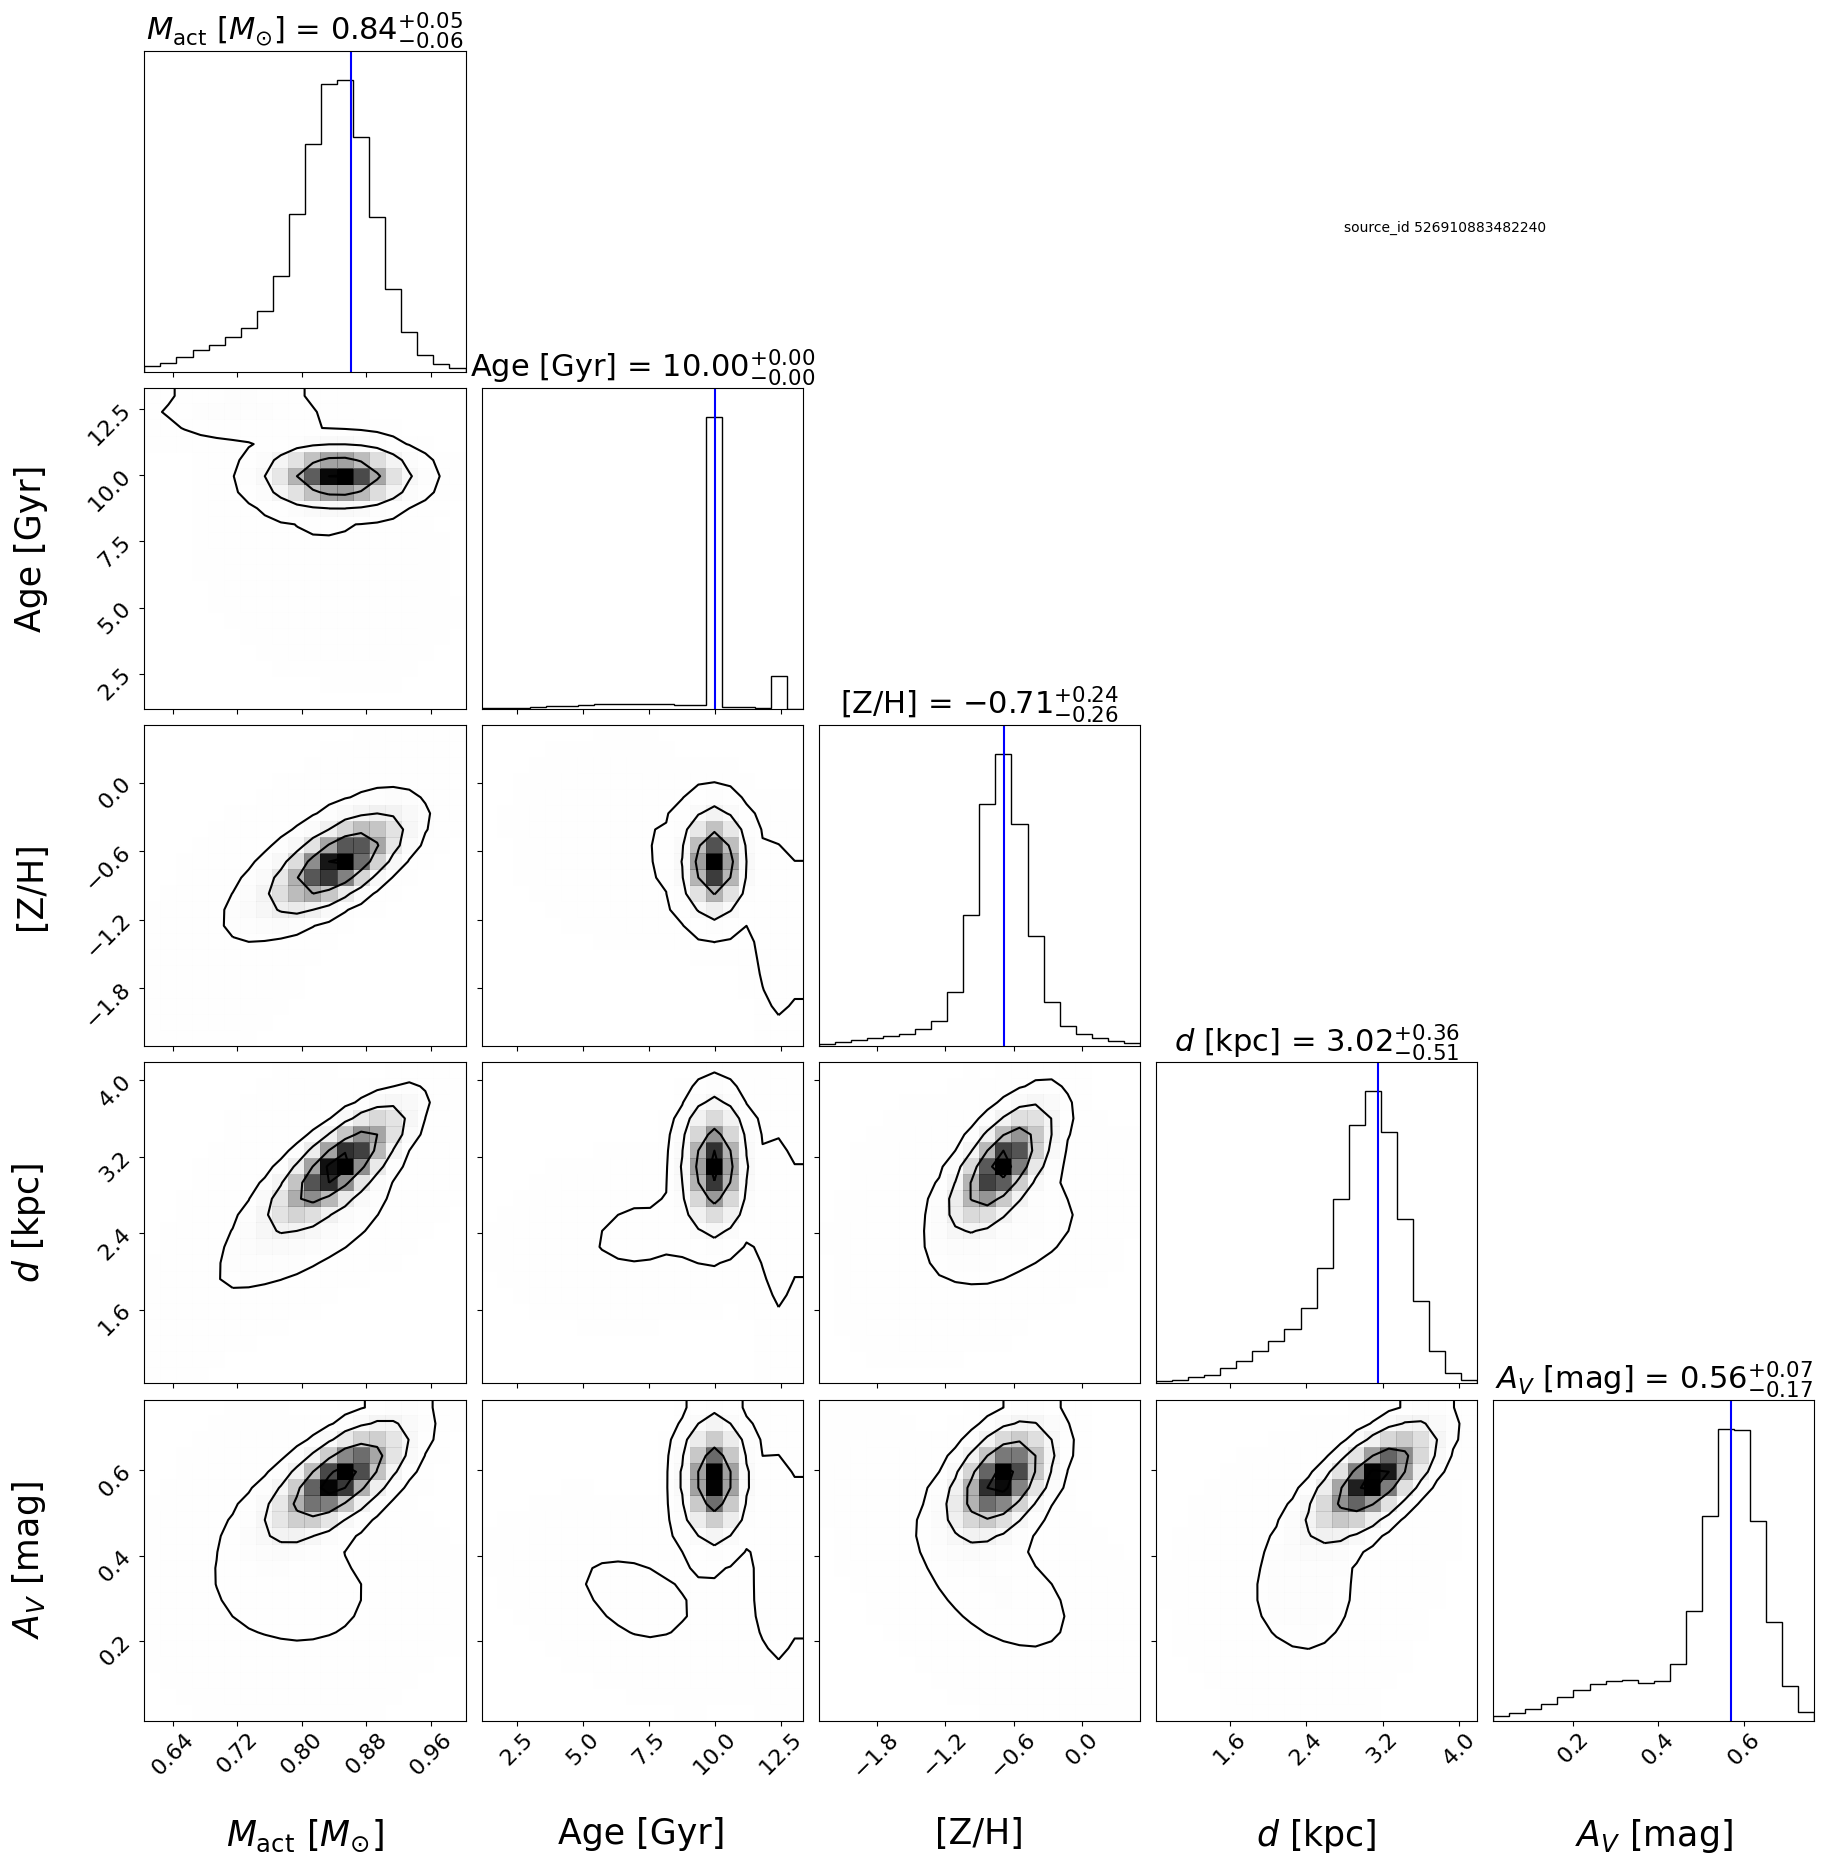 M_act [M_⊙] = 0.84^{+0.05}_{−0.06}
source_id 526910883482240
Age [Gyr] = 10.00^{+0.00}_{−0.00}
12.5
10.0
7.5
5.0
2.5
Age [Gyr]
[Z/H] = −0.71^{+0.24}_{−0.26}
0.0
−0.6
−1.2
−1.8
[Z/H]
d [kpc] = 3.02^{+0.36}_{−0.51}
4.0
3.2
2.4
1.6
d [kpc]
A_V [mag] = 0.56^{+0.07}_{−0.17}
0.6
0.4
0.2
A_V [mag]
0.64 0.72 0.80 0.88 0.96 2.5 5.0 7.5 10.0 12.5 −1.8 −1.2 −0.6 0.0 1.6 2.4 3.2 4.0 0.2 0.4 0.6
M_act [M_⊙] Age [Gyr] [Z/H] d [kpc] A_V [mag]